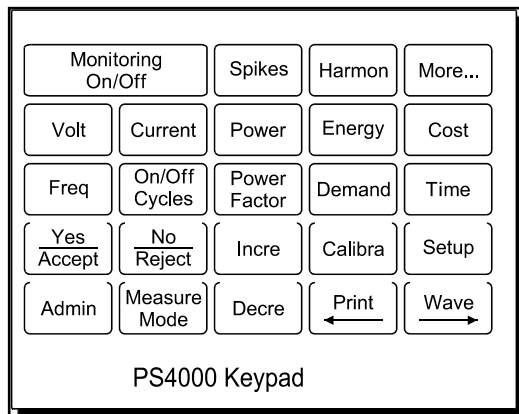 Monitoring
On/Off
Spikes
Harmon
More...
Volt
Current
Power
Energy
Cost
Freq
On/Off
Cycles
Power
Factor
Demand
Time
Yes
Accept
No
Reject
Incre
Calibra
Setup
Admin
Measure
Mode
Decre
Print
Wave
PS4000 Keypad